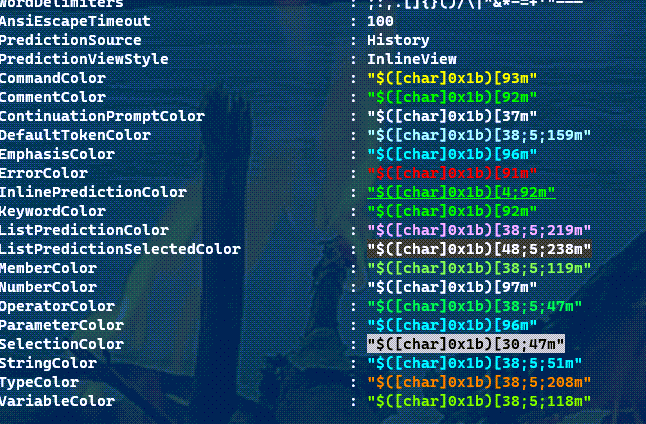 WordDelimiters : ;:,.[]{}()/\|^&*-=+'"–—―
AnsiEscapeTimeout : 100
PredictionSource : History
PredictionViewStyle : InlineView
CommandColor : "$([char]0x1b)[93m"
CommentColor : "$([char]0x1b)[92m"
ContinuationPromptColor : "$([char]0x1b)[37m"
DefaultTokenColor : "$([char]0x1b)[38;5;159m"
EmphasisColor : "$([char]0x1b)[96m"
ErrorColor : "$([char]0x1b)[91m"
InlinePredictionColor : "$([char]0x1b)[4;92m"
KeywordColor : "$([char]0x1b)[92m"
ListPredictionColor : "$([char]0x1b)[38;5;219m"
ListPredictionSelectedColor : "$([char]0x1b)[48;5;238m"
MemberColor : "$([char]0x1b)[38;5;119m"
NumberColor : "$([char]0x1b)[97m"
OperatorColor : "$([char]0x1b)[38;5;47m"
ParameterColor : "$([char]0x1b)[96m"
SelectionColor : "$([char]0x1b)[30;47m"
StringColor : "$([char]0x1b)[38;5;51m"
TypeColor : "$([char]0x1b)[38;5;208m"
VariableColor : "$([char]0x1b)[38;5;118m"